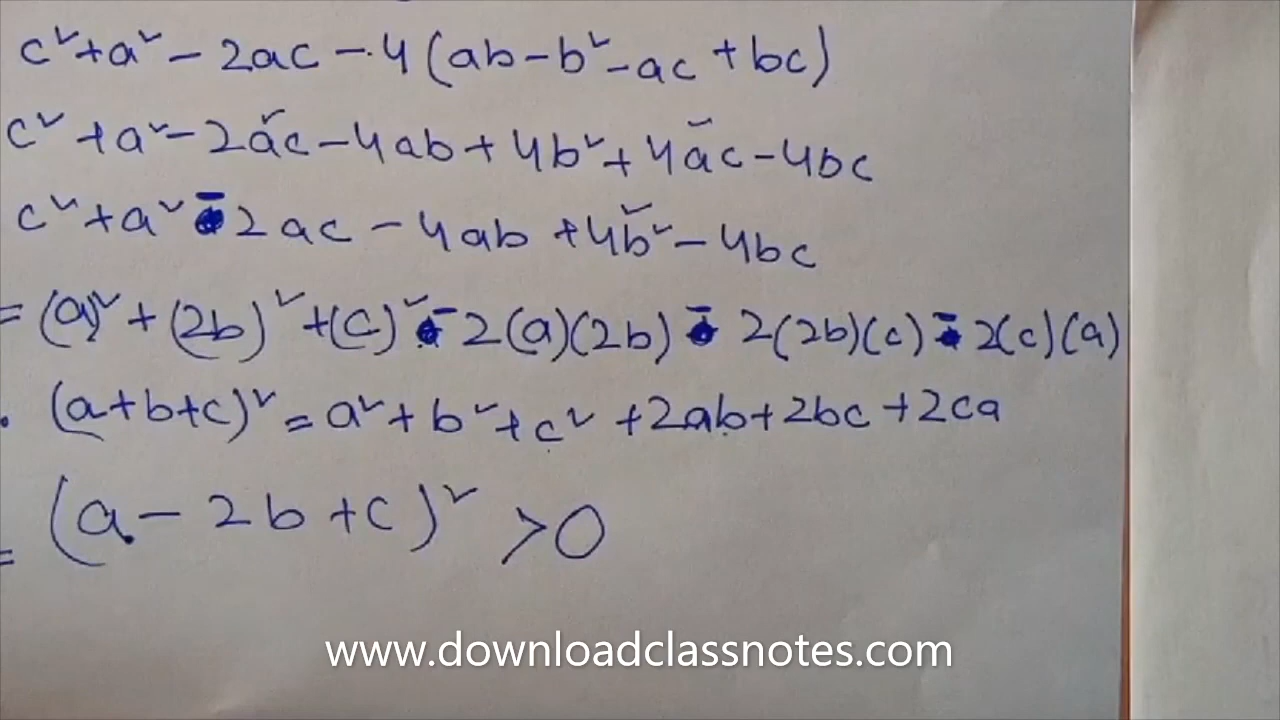 c² + a² - 2ac - 4(ab - b² - ac + bc)
c² + a² - 2ac - 4ab + 4b² + 4ac - 4bc
c² + a² - 2ac - 4ab + 4b² - 4bc
= (a)² + (2b)² + (c)² - 2(a)(2b) - 2(2b)(c) - 2(c)(a)
. (a+b+c)² = a² + b² + c² + 2ab + 2bc + 2ca
= (a - 2b + c)² > 0
www.downloadclassnotes.com